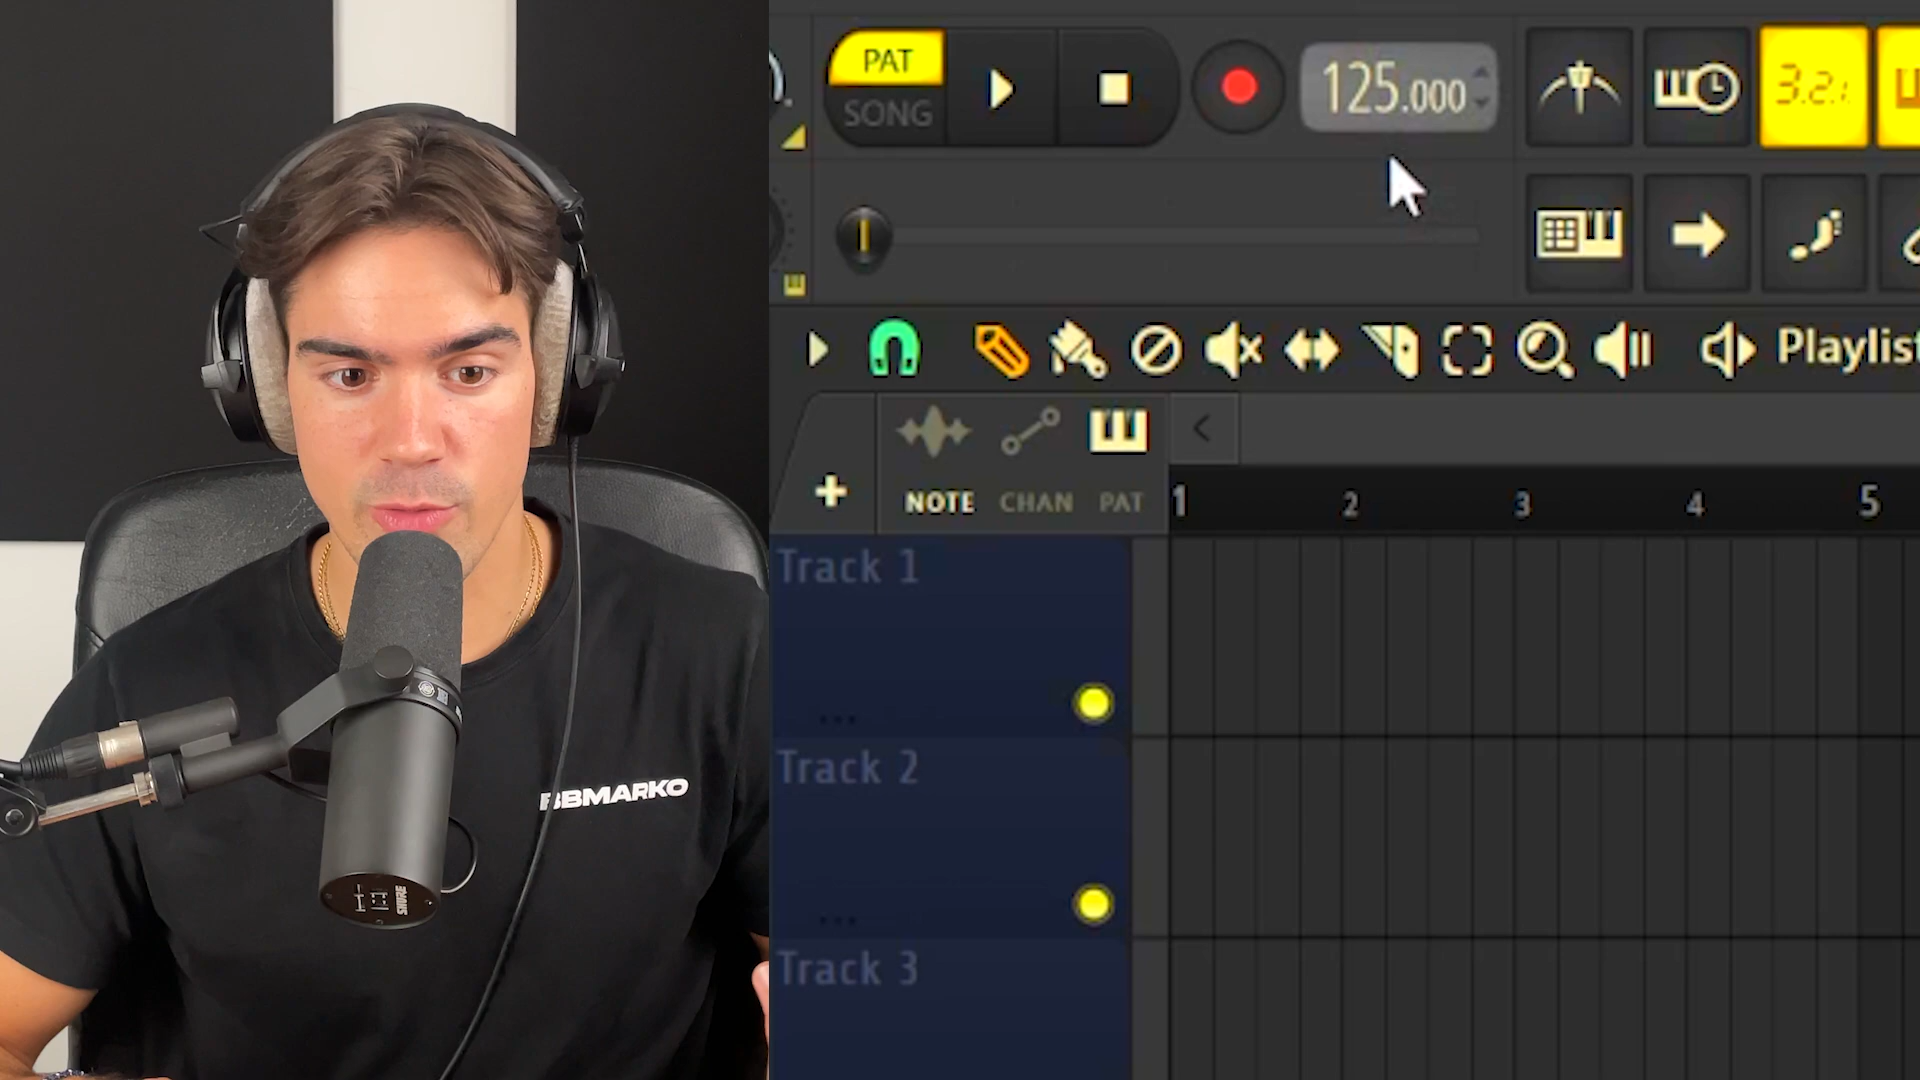 PAT
SONG
125.000
3.2.1.
Playlist
NOTE CHAN PAT
1 2 3 4 5
Track 1
Track 2
Track 3
BBMARKO
SHURE